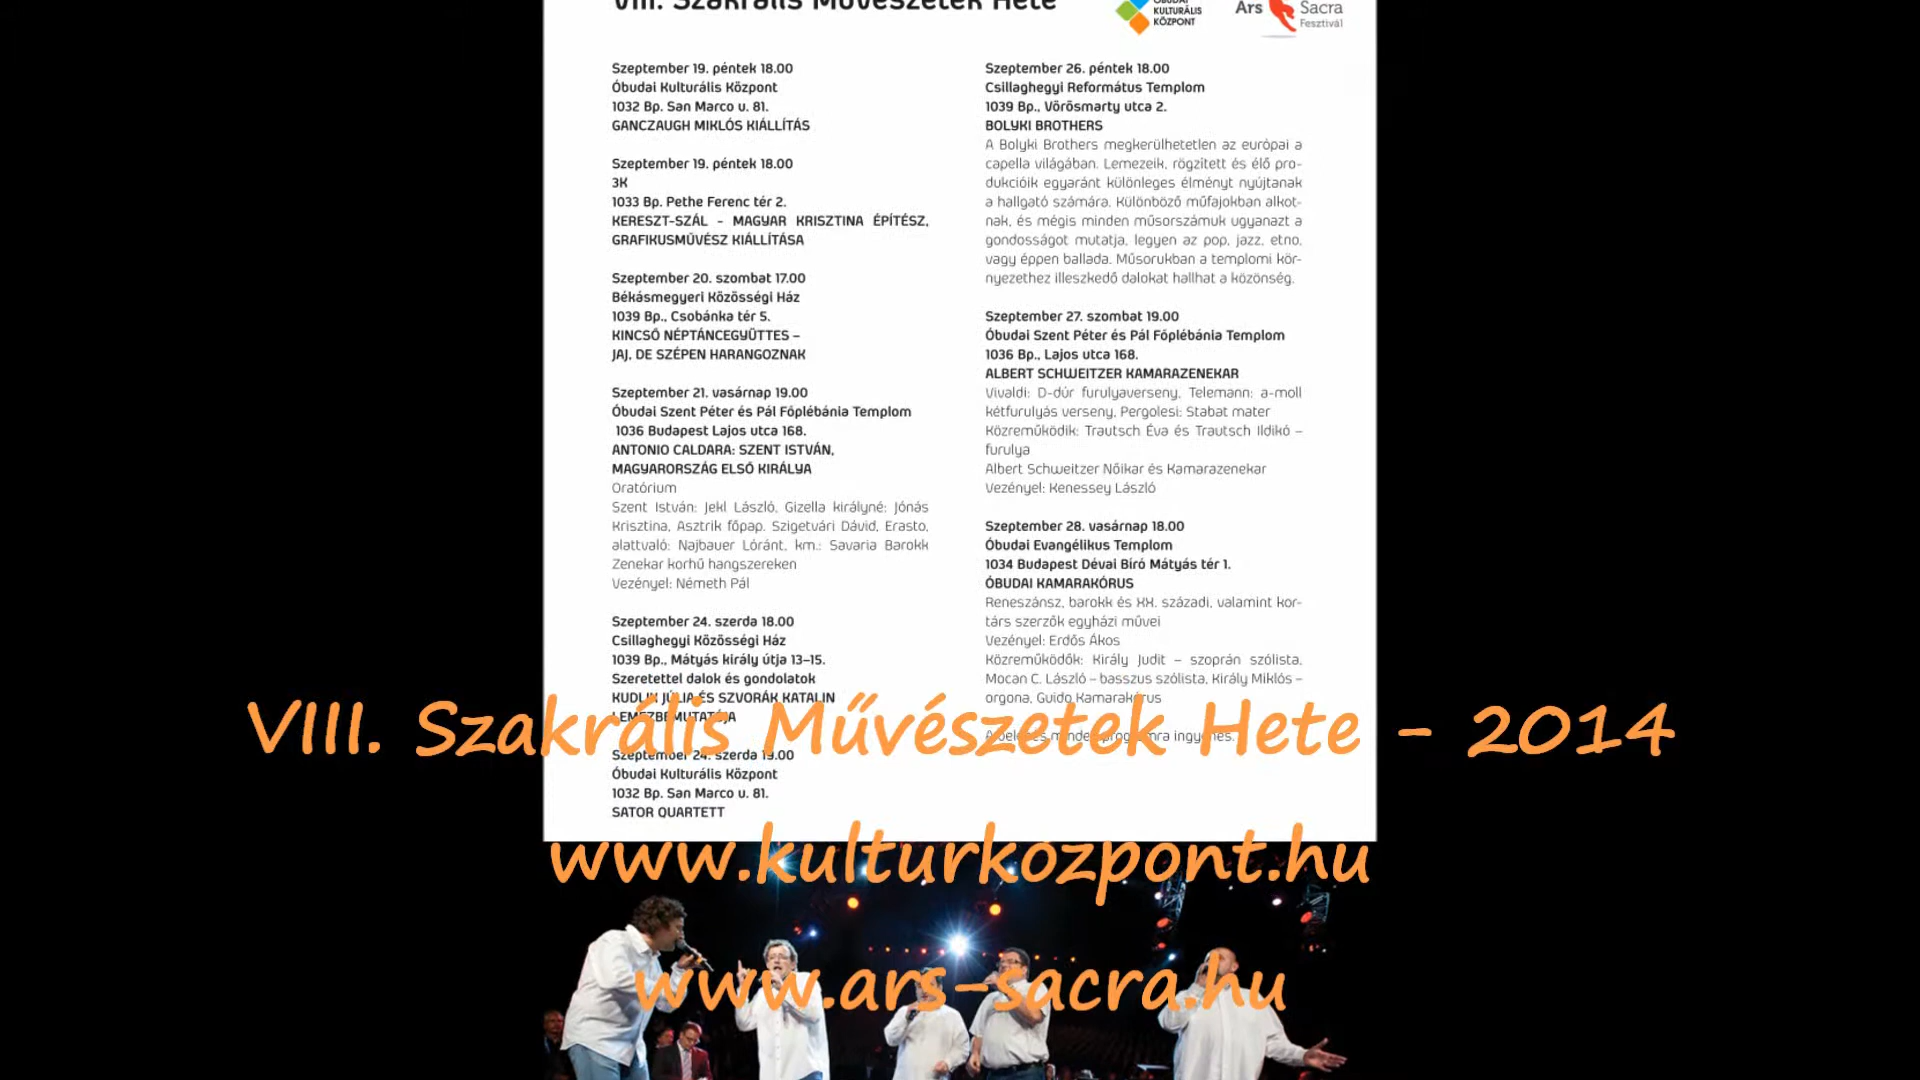 VIII. Szakrális Művészetek Hete
ÓBUDAI
KULTURÁLIS
KÖZPONT
Ars Sacra
Fesztivál
Szeptember 19. péntek 18.00
Óbudai Kulturális Központ
1032 Bp. San Marco u. 81.
GANCZAUGH MIKLÓS KIÁLLÍTÁS
Szeptember 19. péntek 18.00
3K
1033 Bp. Pethe Ferenc tér 2.
KERESZT-SZÁL - MAGYAR KRISZTINA ÉPÍTÉSZ,
GRAFIKUSMŰVÉSZ KIÁLLÍTÁSA
Szeptember 20. szombat 17.00
Békásmegyeri Közösségi Ház
1039 Bp., Csobánka tér 5.
KINCSŐ NÉPTÁNCEGYÜTTES –
JAJ, DE SZÉPEN HARANGOZNAK
Szeptember 21. vasárnap 19.00
Óbudai Szent Péter és Pál Főplébánia Templom
1036 Budapest Lajos utca 168.
ANTONIO CALDARA: SZENT ISTVÁN,
MAGYARORSZÁG ELSŐ KIRÁLYA
Oratórium
Szent István: Jekl László, Gizella királyné: Jónás
Krisztina, Asztrik főpap. Szigetvári Dávid, Erasto,
alattvaló: Najbauer Lóránt, km.: Savaria Barokk
Zenekar korhű hangszereken
Vezényel: Németh Pál
Szeptember 24. szerda 18.00
Csillaghegyi Közösségi Ház
1039 Bp., Mátyás király útja 13–15.
Szeretettel dalok és gondolatok
KUDLIK JÚLIA ÉS SZVORÁK KATALIN
LEMEZBEMUTATÓJA
Szeptember 24. szerda 19.00
Óbudai Kulturális Központ
1032 Bp. San Marco u. 81.
SATOR QUARTETT
Szeptember 26. péntek 18.00
Csillaghegyi Református Templom
1039 Bp., Vörösmarty utca 2.
BOLYKI BROTHERS
A Bolyki Brothers megkerülhetetlen az európai a
capella világában. Lemezeik, rögzített és élő pro-
dukcióik egyaránt különleges élményt nyújtanak
a hallgató számára. Különböző műfajokban alkot-
nak, és mégis minden műsorszámuk ugyanazt a
gondosságot mutatja, legyen az pop, jazz, etno,
vagy éppen ballada. Műsorukban a templomi kör-
nyezethez illeszkedő dalokat hallhat a közönség.
Szeptember 27. szombat 19.00
Óbudai Szent Péter és Pál Főplébánia Templom
1036 Bp., Lajos utca 168.
ALBERT SCHWEITZER KAMARAZENEKAR
Vivaldi: D-dúr furulyaverseny, Telemann: a-moll
kétfurulyás verseny, Pergolesi: Stabat mater
Közreműködik: Trautsch Éva és Trautsch Ildikó –
furulya
Albert Schweitzer Nőikar és Kamarazenekar
Vezényel: Kenessey László
Szeptember 28. vasárnap 18.00
Óbudai Evangélikus Templom
1034 Budapest Dévai Bíró Mátyás tér 1.
ÓBUDAI KAMARAKÓRUS
Reneszánsz, barokk és XX. századi, valamint kor-
társ szerzők egyházi művei
Vezényel: Erdős Ákos
Közreműködők: Király Judit – szoprán szólista,
Mocan C. László – basszus szólista, Király Miklós –
orgona, Guido Kamarakórus
A belépés minden programra ingyenes.
VIII. Szakrális Művészetek Hete - 2014
www.kulturkozpont.hu
www.ars-sacra.hu